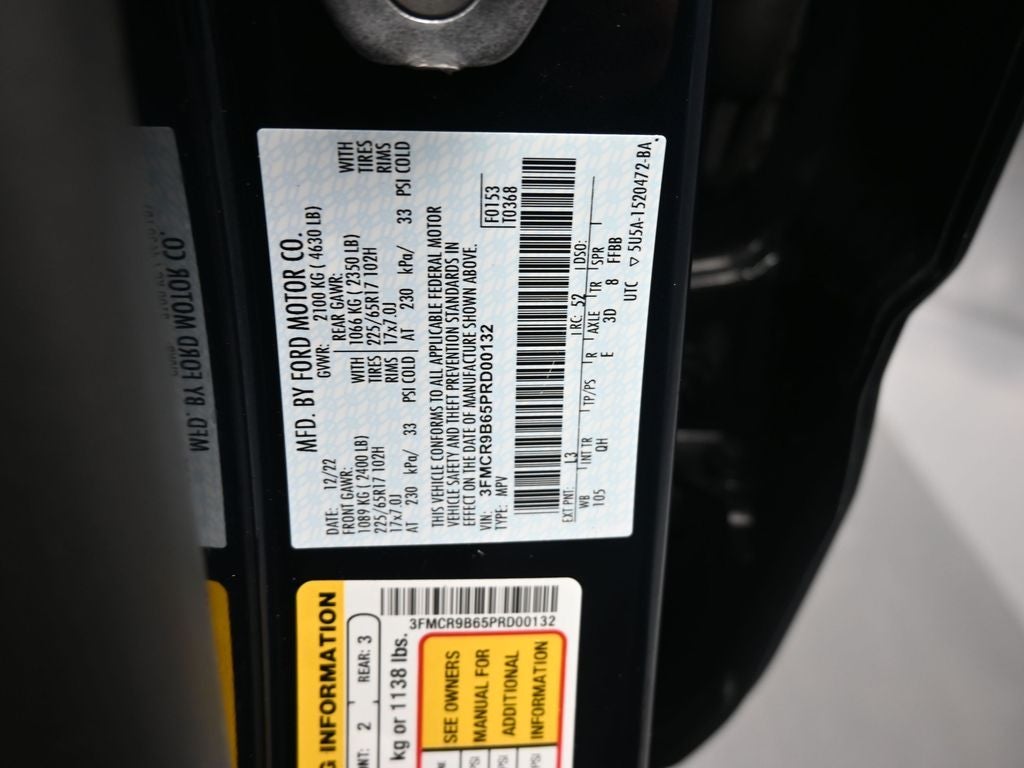 MFD. BY FORD MOTOR CO.
DATE: 12/22 GVWR: 2100 KG ( 4630 LB)
FRONT GAWR: REAR GAWR:
1089 KG ( 2400 LB) WITH 1066 KG ( 2350 LB) WITH
225/65R17 102H TIRES 225/65R17 102H TIRES
17x7.0J RIMS 17x7.0J RIMS
AT 230 kPa/ 33 PSI COLD AT 230 kPa/ 33 PSI COLD
THIS VEHICLE CONFORMS TO ALL APPLICABLE FEDERAL MOTOR
VEHICLE SAFETY AND THEFT PREVENTION STANDARDS IN
EFFECT ON THE DATE OF MANUFACTURE SHOWN ABOVE.
VIN: 3FMCR9B65PRD00132 F0153
TYPE: MPV T0368
EXT PNT: L3 RC: 52 DSO:
WB INT TR TP/PS R AXLE TR SPR
105 QH E 3D 8 FFBB
UTC ▽ 5U5A-1520472-BA
G INFORMATION
ONT: 2 REAR: 3
kg or 1138 lbs.
3FMCR9B65PRD00132
SEE OWNERS
MANUAL FOR
ADDITIONAL
INFORMATION
PSI
PSI